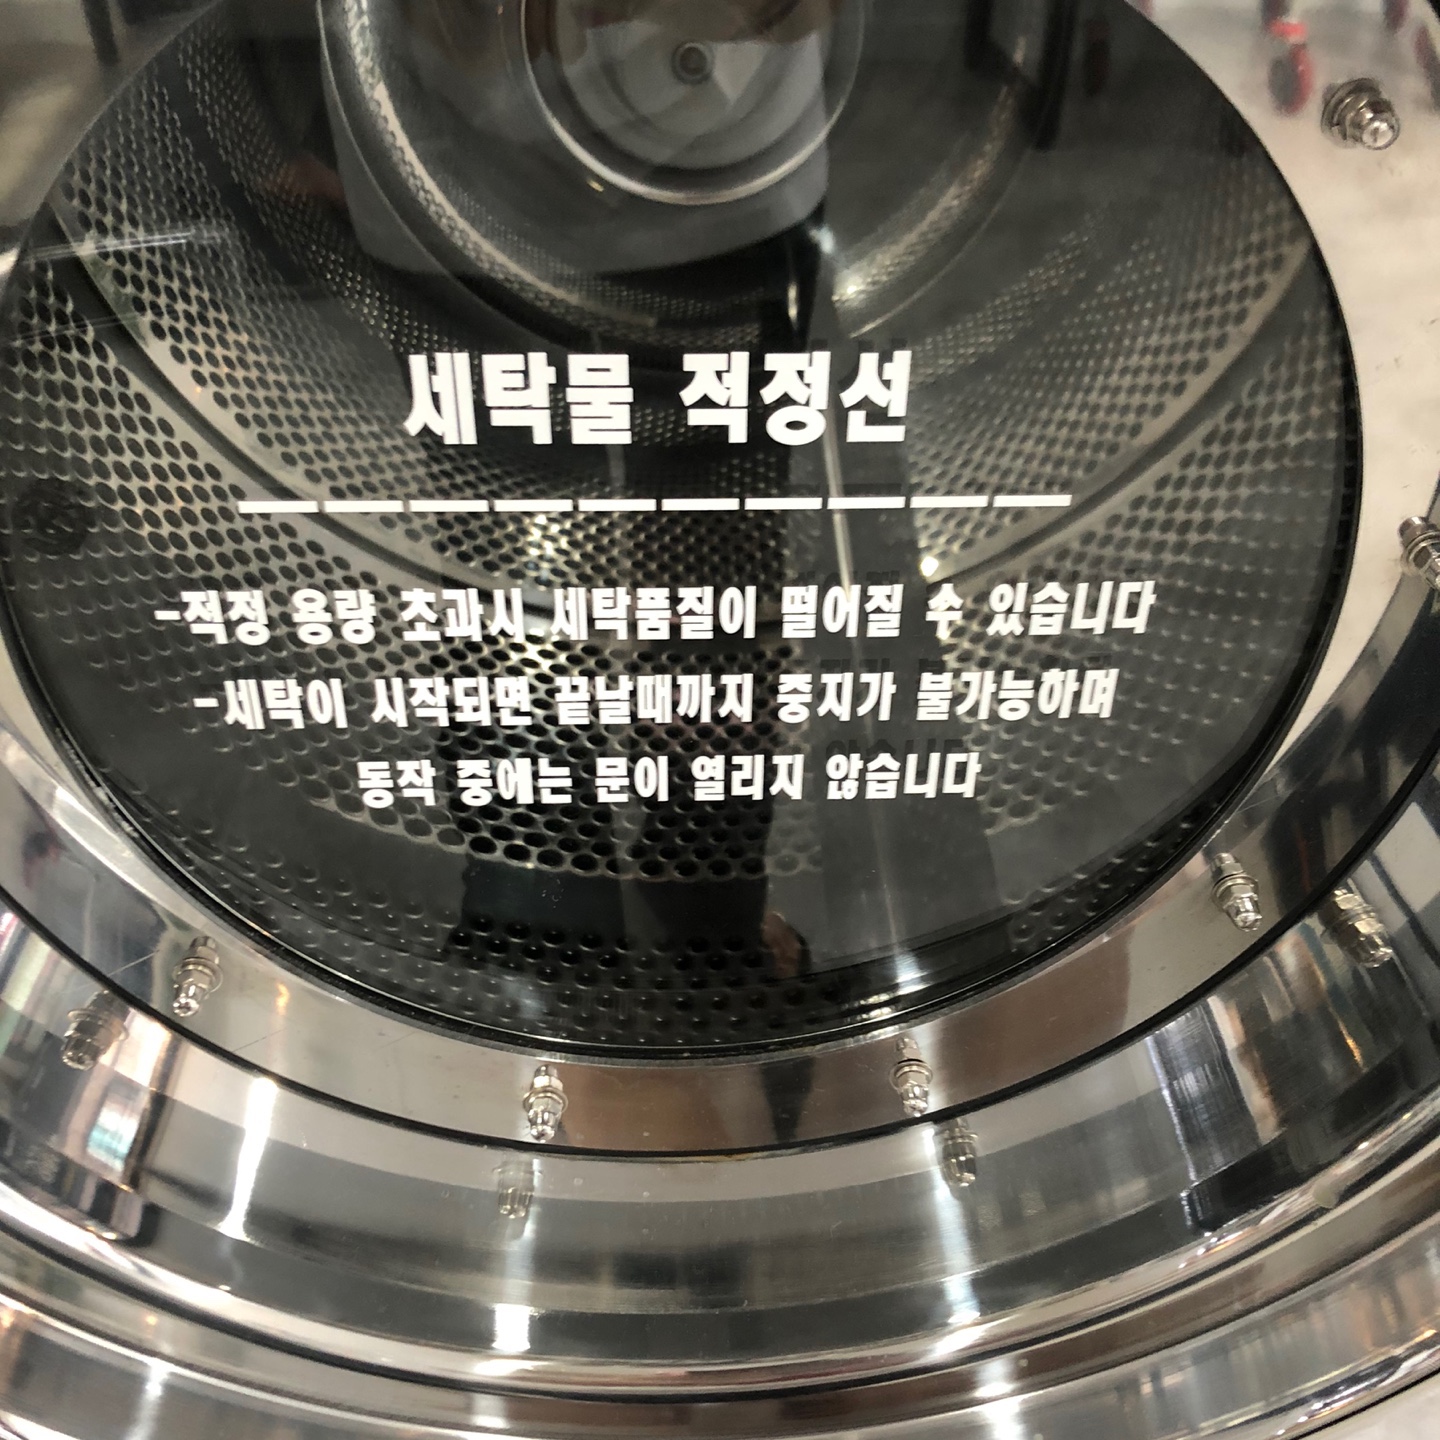 세탁물 적정선
-적정 용량 초과시 세탁품질이 떨어질 수 있습니다
-세탁이 시작되면 끝날때까지 중지가 불가능하며
동작 중에는 문이 열리지 않습니다